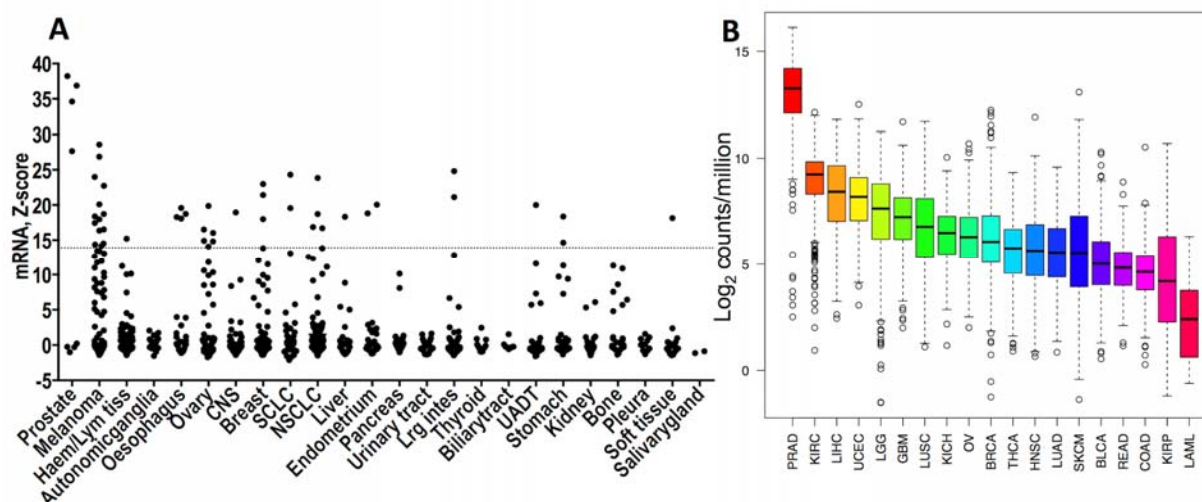 A
mRNA, Z-score
40
35
30
25
20
15
10
5
0
-5
Prostate
Melanoma
Haem/Lym tiss
Autonomicganglia
Oesophagus
Ovary
CNS
Breast
SCLC
NSCLC
Liver
Endometrium
Pancreas
Urinary tract
Lrg intes
Thyroid
Biliarytract
UADT
Stomach
Kidney
Bone
Pleura
Soft tissue
Salivarygland
B
Log2 counts/million
15
10
5
0
PRAD
KIRC
LIHC
UCEC
LGG
GBM
LUSC
KICH
OV
BRCA
THCA
HNSC
LUAD
SKCM
BLCA
READ
COAD
KIRP
LAML